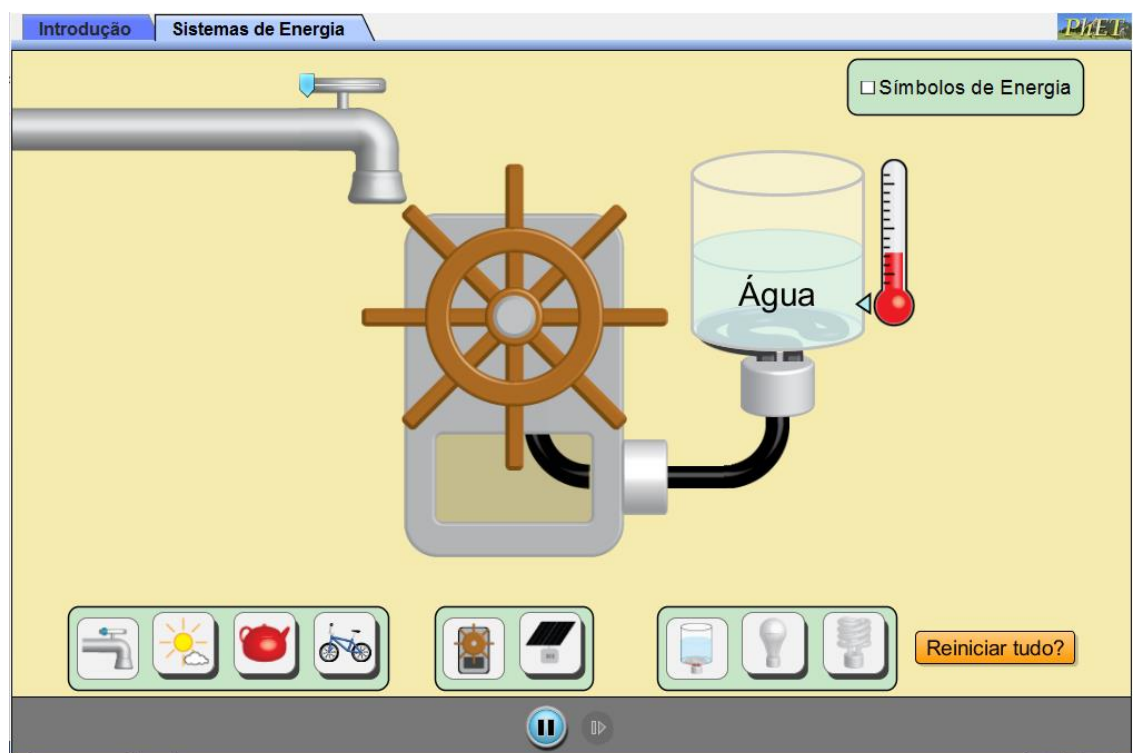 Introdução
Sistemas de Energia
PhET
Símbolos de Energia
Água
Reiniciar tudo?